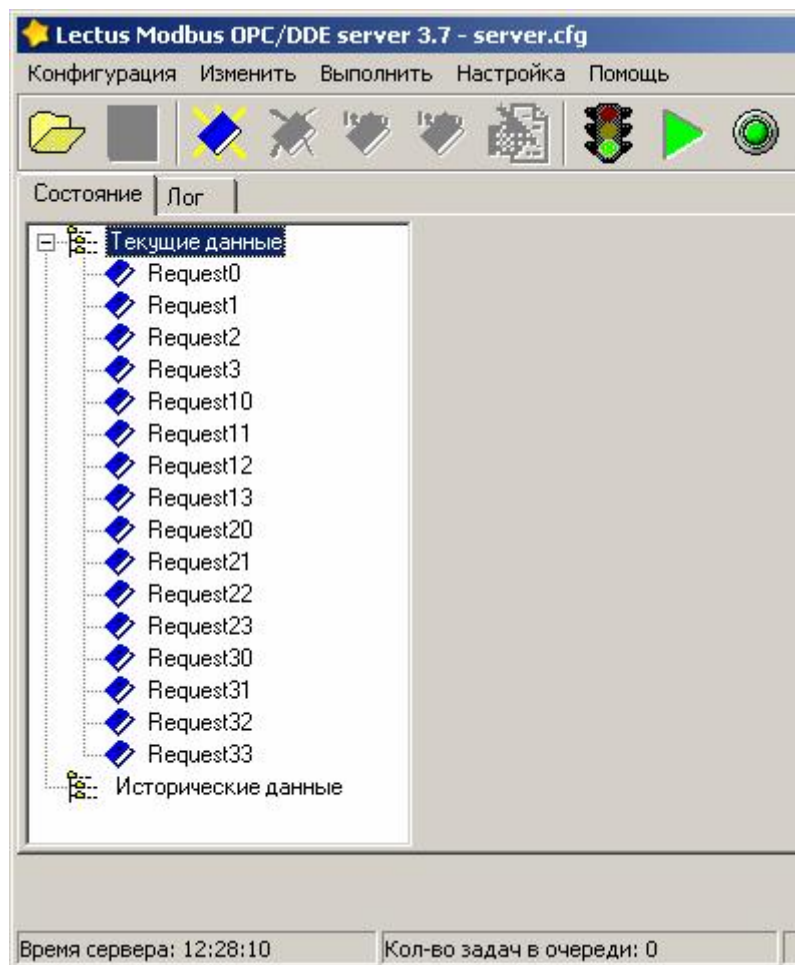 Lectus Modbus OPC/DDE server 3.7 - server.cfg
Конфигурация Изменить Выполнить Настройка Помощь
Состояние Лог
Текущие данные
Request0
Request1
Request2
Request3
Request10
Request11
Request12
Request13
Request20
Request21
Request22
Request23
Request30
Request31
Request32
Request33
Исторические данные
Время сервера: 12:28:10 Кол-во задач в очереди: 0